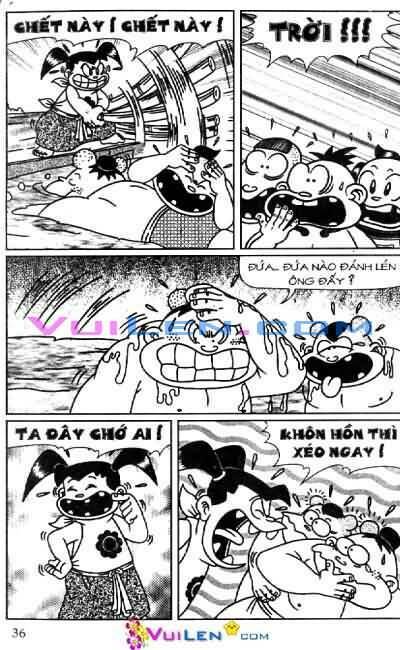 CHẾT NÀY! CHẾT NÀY!
TRỜI!!!
ĐỨA... ĐỨA NÀO ĐÁNH LÉN
ÔNG ĐẤY?
VuiLen.com
TA ĐÂY CHỚ AI!
KHÔN HỒN THÌ
XÉO NGAY!
36
VuiLen.com